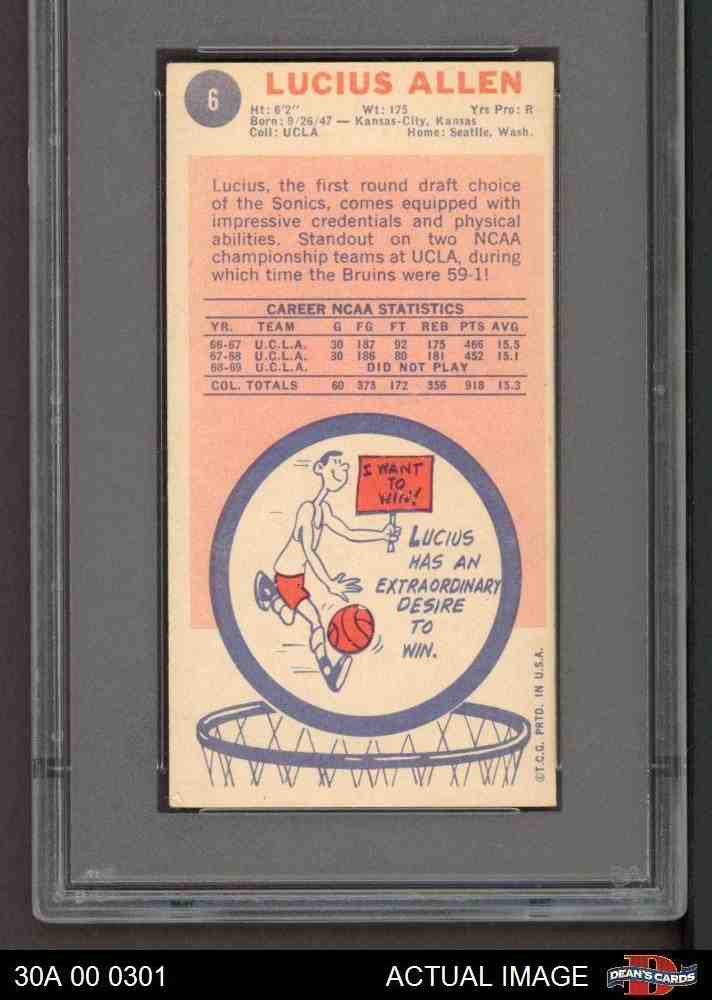 6
LUCIUS ALLEN
Ht: 6'2" Wt: 175 Yrs Pro: R
Born: 9/26/47 — Kansas-City, Kansas
Coll: UCLA Home: Seattle, Wash.
Lucius, the first round draft choice
of the Sonics, comes equipped with
impressive credentials and physical
abilities. Standout on two NCAA
championship teams at UCLA, during
which time the Bruins were 59-1!
CAREER NCAA STATISTICS
YR. TEAM G FG FT REB PTS AVG
66-67 U.C.L.A. 30 187 92 175 466 15.5
67-68 U.C.L.A. 30 186 80 181 452 15.1
68-69 U.C.L.A. DID NOT PLAY
COL. TOTALS 60 373 172 356 918 15.3
I WANT
TO
WIN!
LUCIUS
HAS AN
EXTRAORDINARY
DESIRE
TO
WIN.
©T.C.G. PRTD. IN U.S.A.
30A 00 0301 ACTUAL IMAGE
DEAN'S CARDS